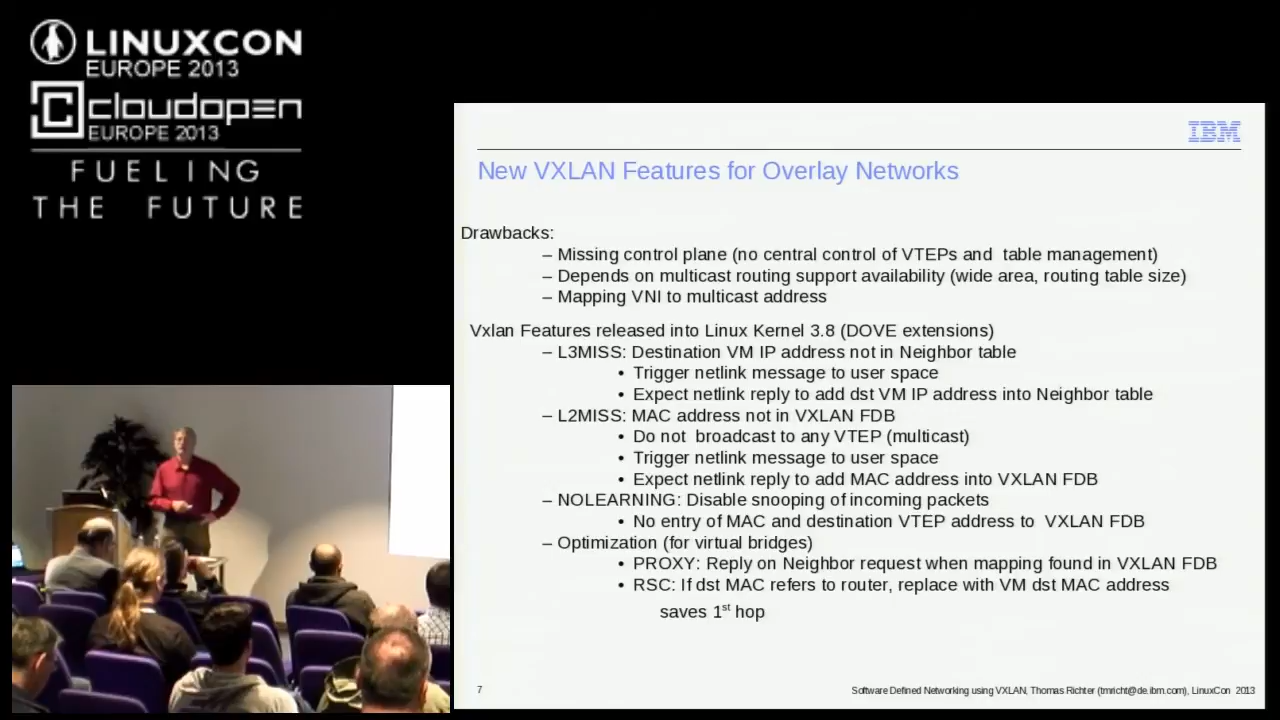 LINUXCON
EUROPE 2013
cloudopen
EUROPE 2013
FUELING
THE FUTURE
IBM
New VXLAN Features for Overlay Networks
Drawbacks:
– Missing control plane (no central control of VTEPs and table management)
– Depends on multicast routing support availability (wide area, routing table size)
– Mapping VNI to multicast address
Vxlan Features released into Linux Kernel 3.8 (DOVE extensions)
– L3MISS: Destination VM IP address not in Neighbor table
• Trigger netlink message to user space
• Expect netlink reply to add dst VM IP address into Neighbor table
– L2MISS: MAC address not in VXLAN FDB
• Do not broadcast to any VTEP (multicast)
• Trigger netlink message to user space
• Expect netlink reply to add MAC address into VXLAN FDB
– NOLEARNING: Disable snooping of incoming packets
• No entry of MAC and destination VTEP address to VXLAN FDB
– Optimization (for virtual bridges)
• PROXY: Reply on Neighbor request when mapping found in VXLAN FDB
• RSC: If dst MAC refers to router, replace with VM dst MAC address
saves 1st hop
7
Software Defined Networking using VXLAN, Thomas Richter (tmricht@de.ibm.com), LinuxCon 2013